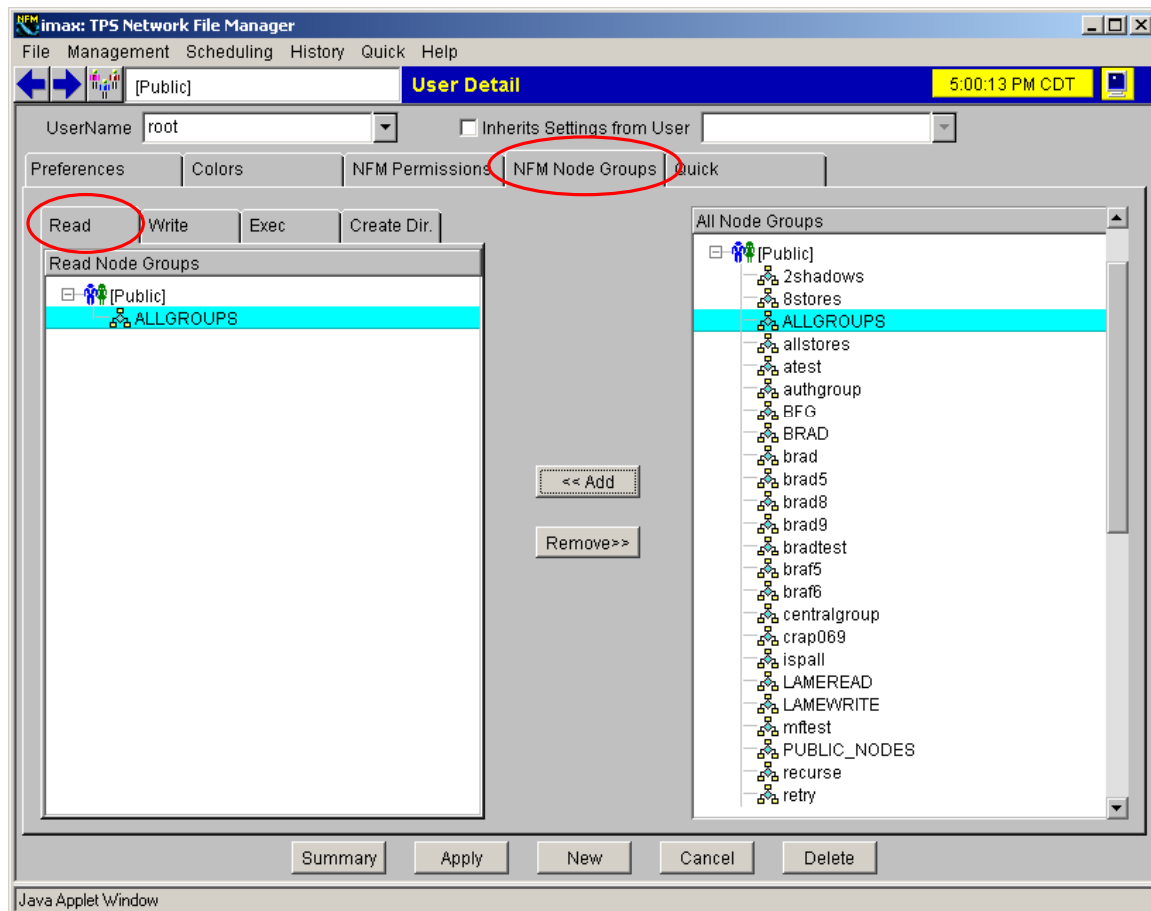 NFM imax: TPS Network File Manager
File Management Scheduling History Quick Help
[Public] User Detail 5:00:13 PM CDT
UserName root Inherits Settings from User
Preferences Colors NFM Permissions NFM Node Groups Quick
Read Write Exec Create Dir.
Read Node Groups
[Public]
ALLGROUPS
<< Add
Remove>>
All Node Groups
[Public]
2shadows
8stores
ALLGROUPS
allstores
atest
authgroup
BFG
BRAD
brad
brad5
brad8
brad9
bradtest
braf5
braf6
centralgroup
crap069
ispall
LAMEREAD
LAMEWRITE
mftest
PUBLIC_NODES
recurse
retry
Summary Apply New Cancel Delete
Java Applet Window